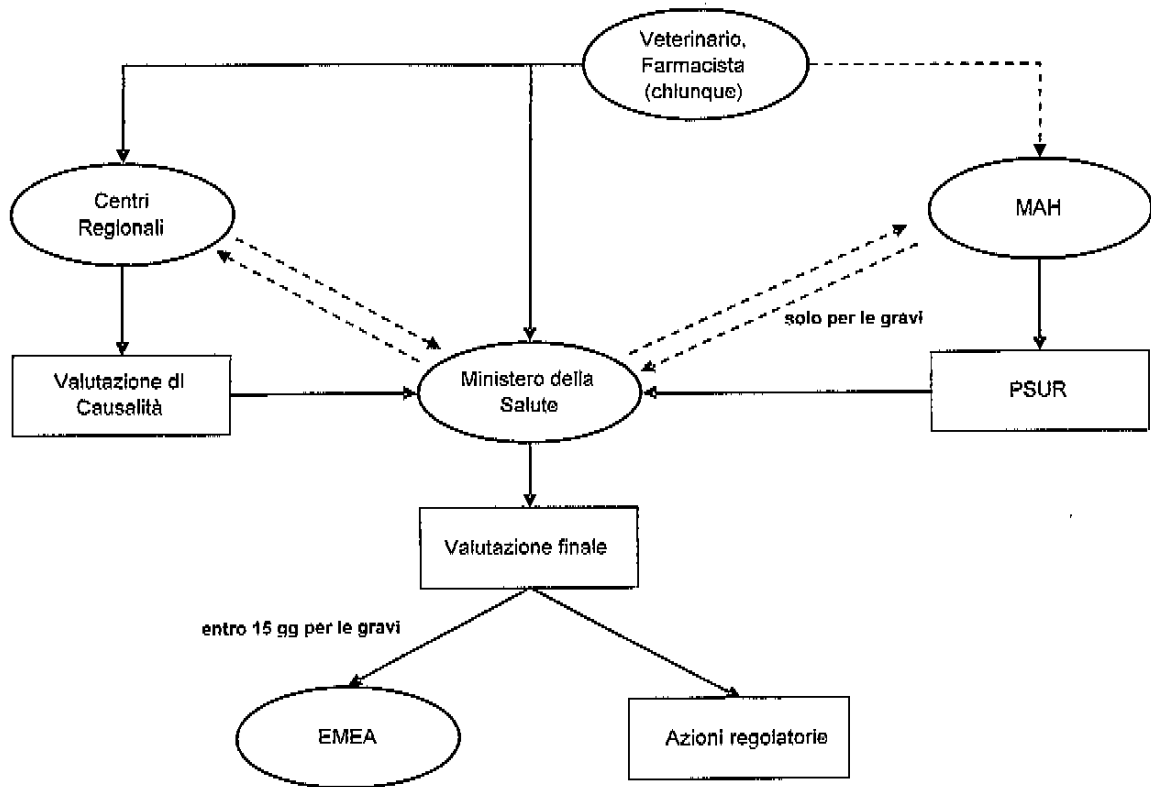 Veterinario,
Farmacista
(chiunque)
Centri
Regionali
MAH
solo per le gravi
Valutazione di
Causalità
Ministero della
Salute
PSUR
Valutazione finale
entro 15 gg per le gravi
EMEA
Azioni regolatorie